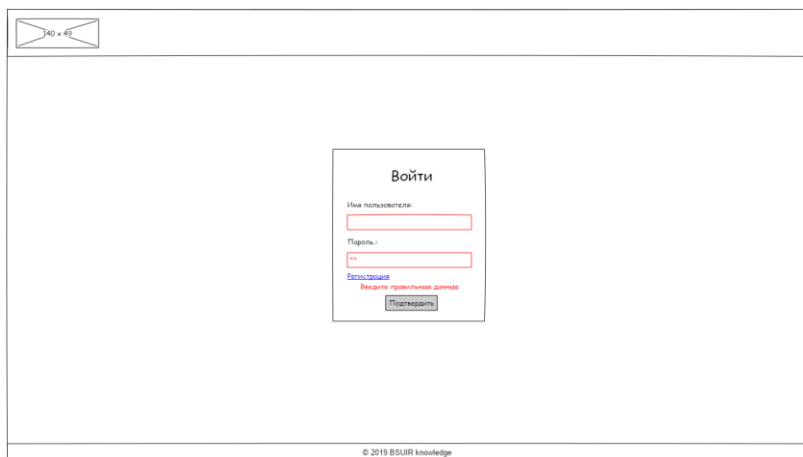 140 x 49
Войти
Имя пользователя:
Пароль:
**
Регистрация
Введите правильные данные
Подтвердить
© 2019 BSUIR knowledge